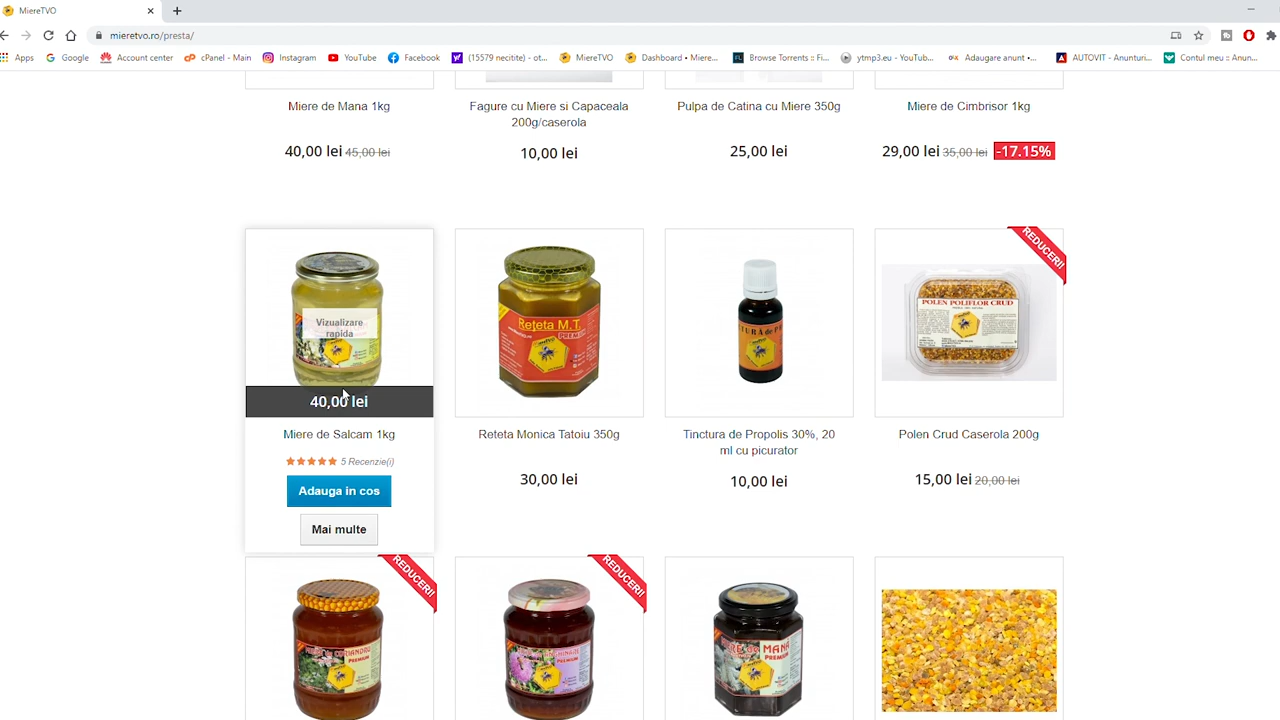 MiereTVO
mieretvo.ro/presta/
Apps Google Account center cPanel - Main Instagram YouTube Facebook (15579 necitite) - ot... MiereTVO Dashboard • Miere... Browse Torrents :: Fi... ytmp3.eu - YouTub... Adaugare anunt •... AUTOVIT - Anunturi... Contul meu :: Anun...
Miere de Mana 1kg
40,00 lei 45,00 lei
Fagure cu Miere si Capaceala
200g/caserola
10,00 lei
Pulpa de Catina cu Miere 350g
25,00 lei
Miere de Cimbrisor 1kg
29,00 lei 35,00 lei -17.15%
Vizualizare
rapida
40,00 lei
Miere de Salcam 1kg
5 Recenzie(i)
Adauga in cos
Mai multe
Reteta M.T.
PREMIUM
Reteta Monica Tatoiu 350g
30,00 lei
Tinctura de Propolis 30%, 20
ml cu picurator
10,00 lei
REDUCERI!
POLEN POLIFLOR CRUD
Polen Crud Caserola 200g
15,00 lei 20,00 lei
REDUCERI!
PREMIUM
REDUCERI!
PREMIUM
MANA
PREMIUM